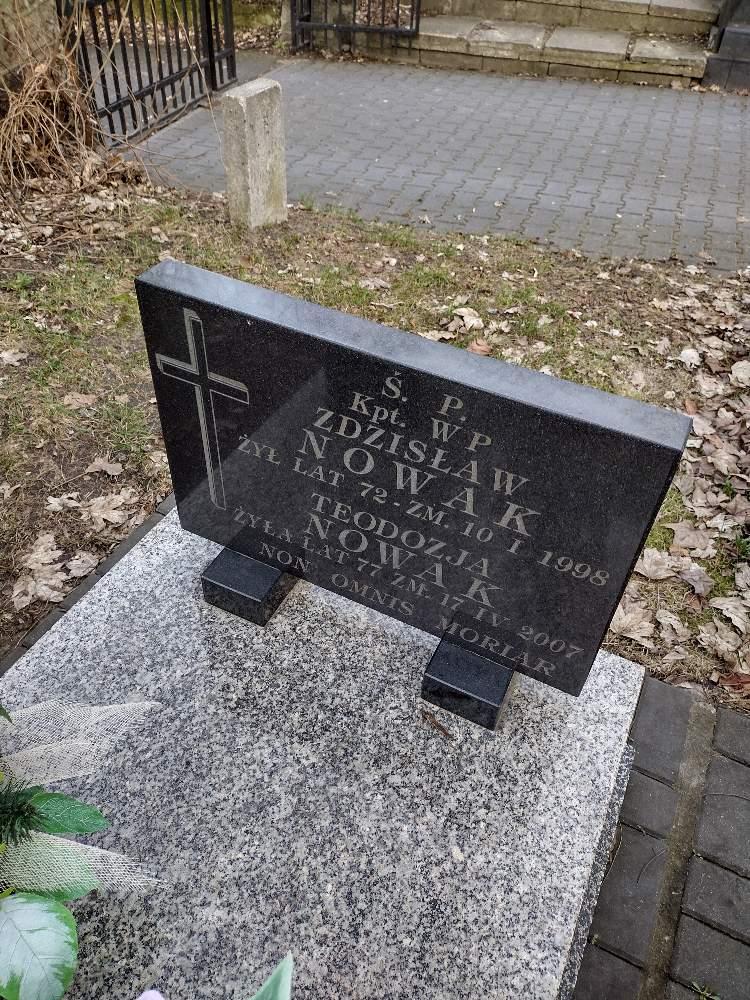 Ś. P.
Kpt. WP
ZDZISŁAW
NOWAK
ŻYŁ LAT 72 - ZM. 10 I 1998
TEODOZJA
NOWAK
ŻYŁA LAT 77 ZM. 17 IV 2007
NON OMNIS MORIAR